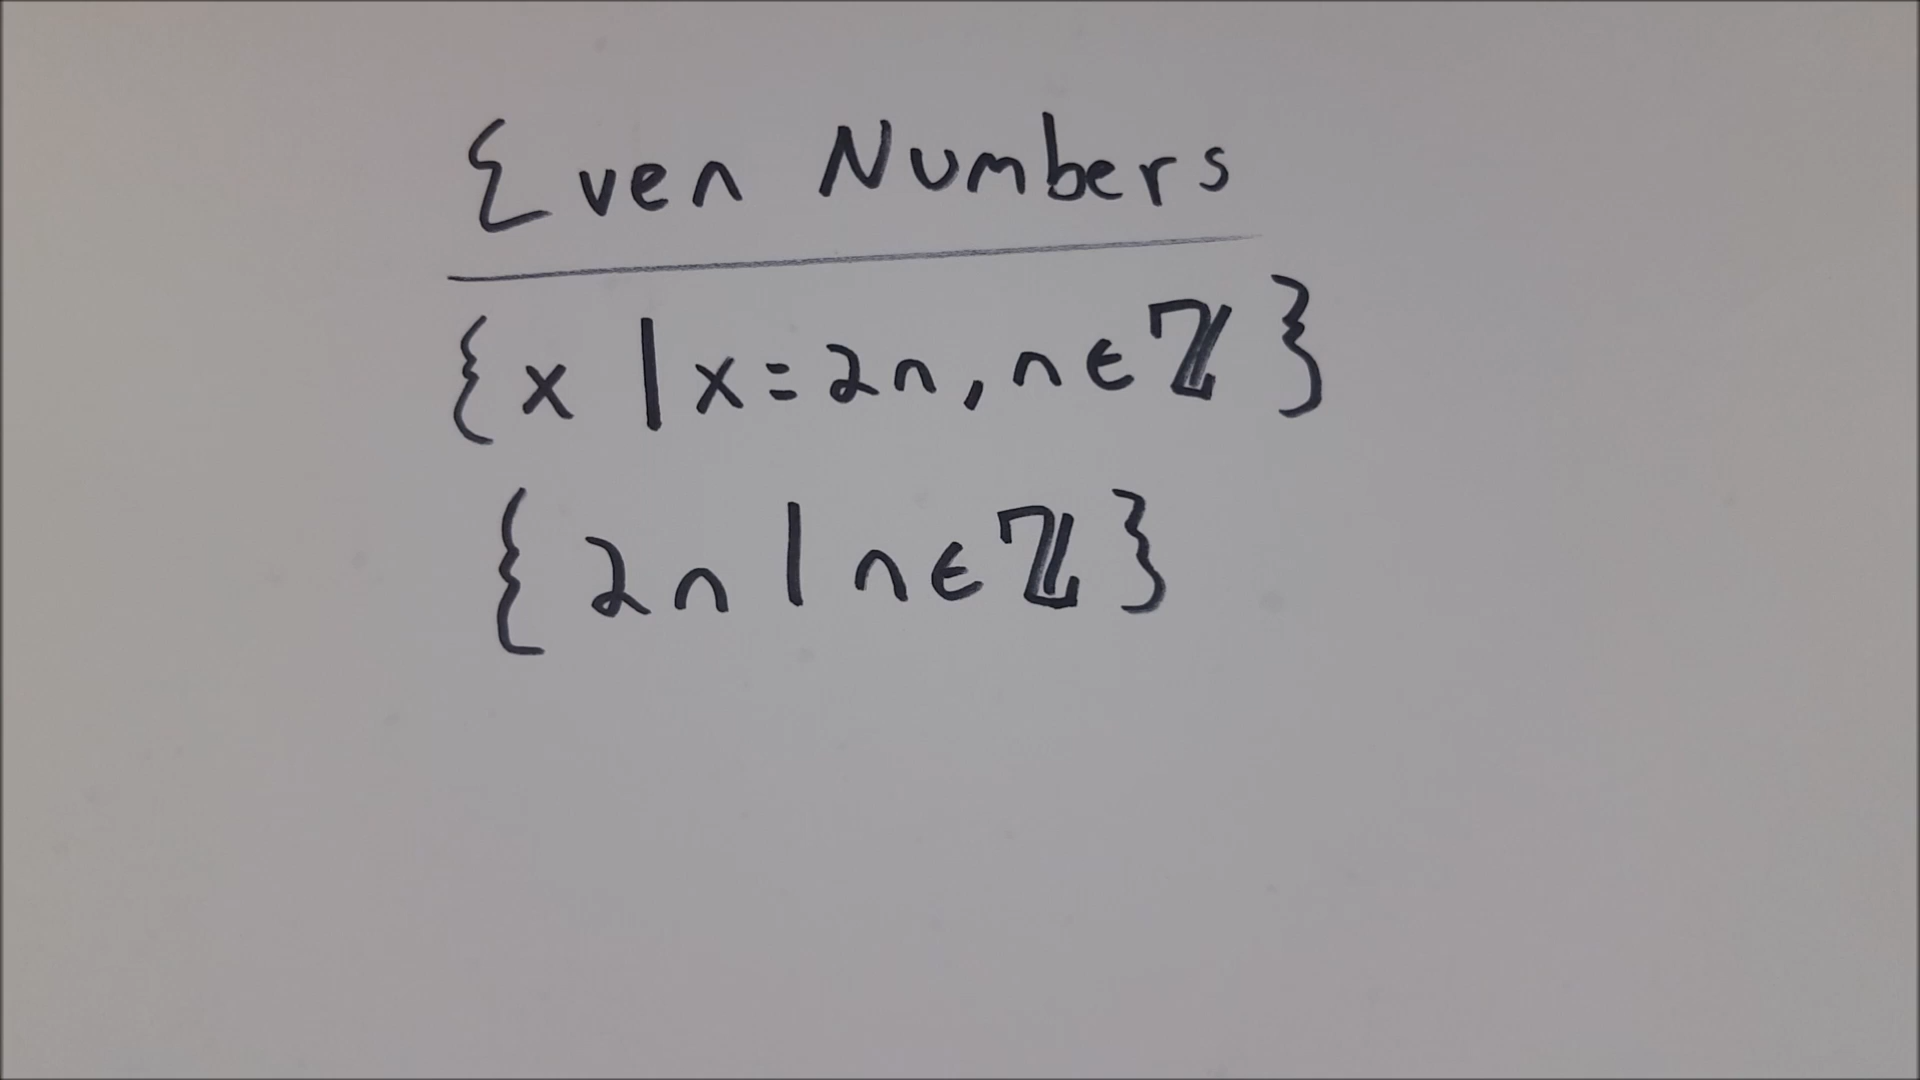 Even Numbers
{x | x = 2n, n ∈ ℤ}
{2n | n ∈ ℤ}